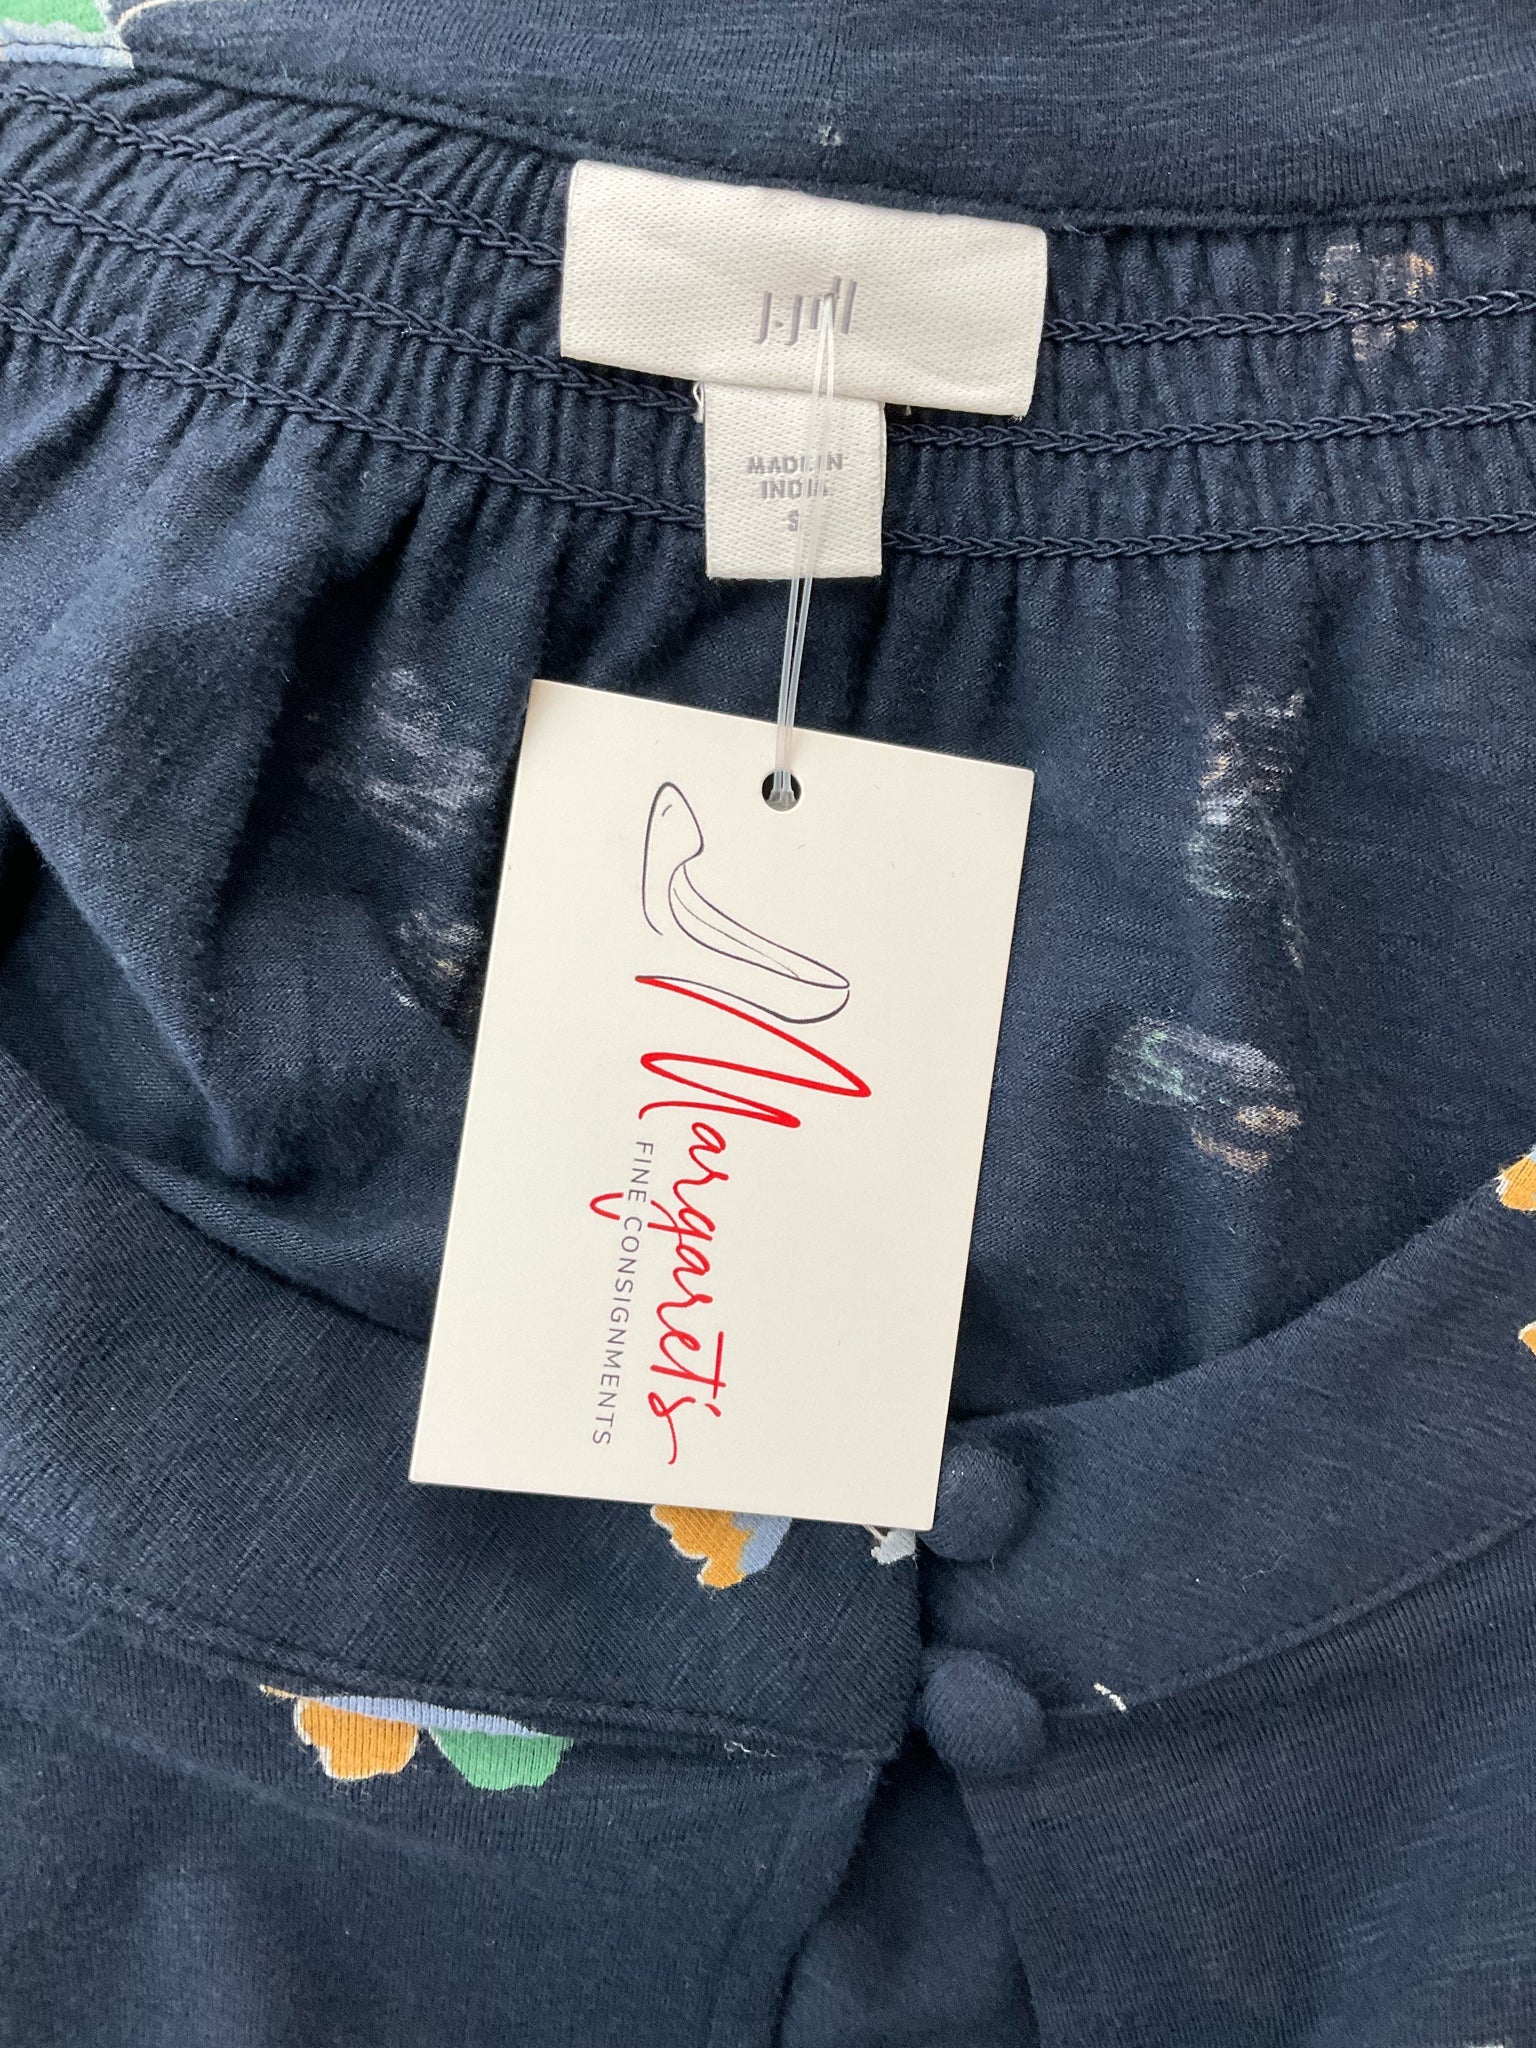 j.jill
MADE IN
INDIA
S
Margaret's
FINE CONSIGNMENTS